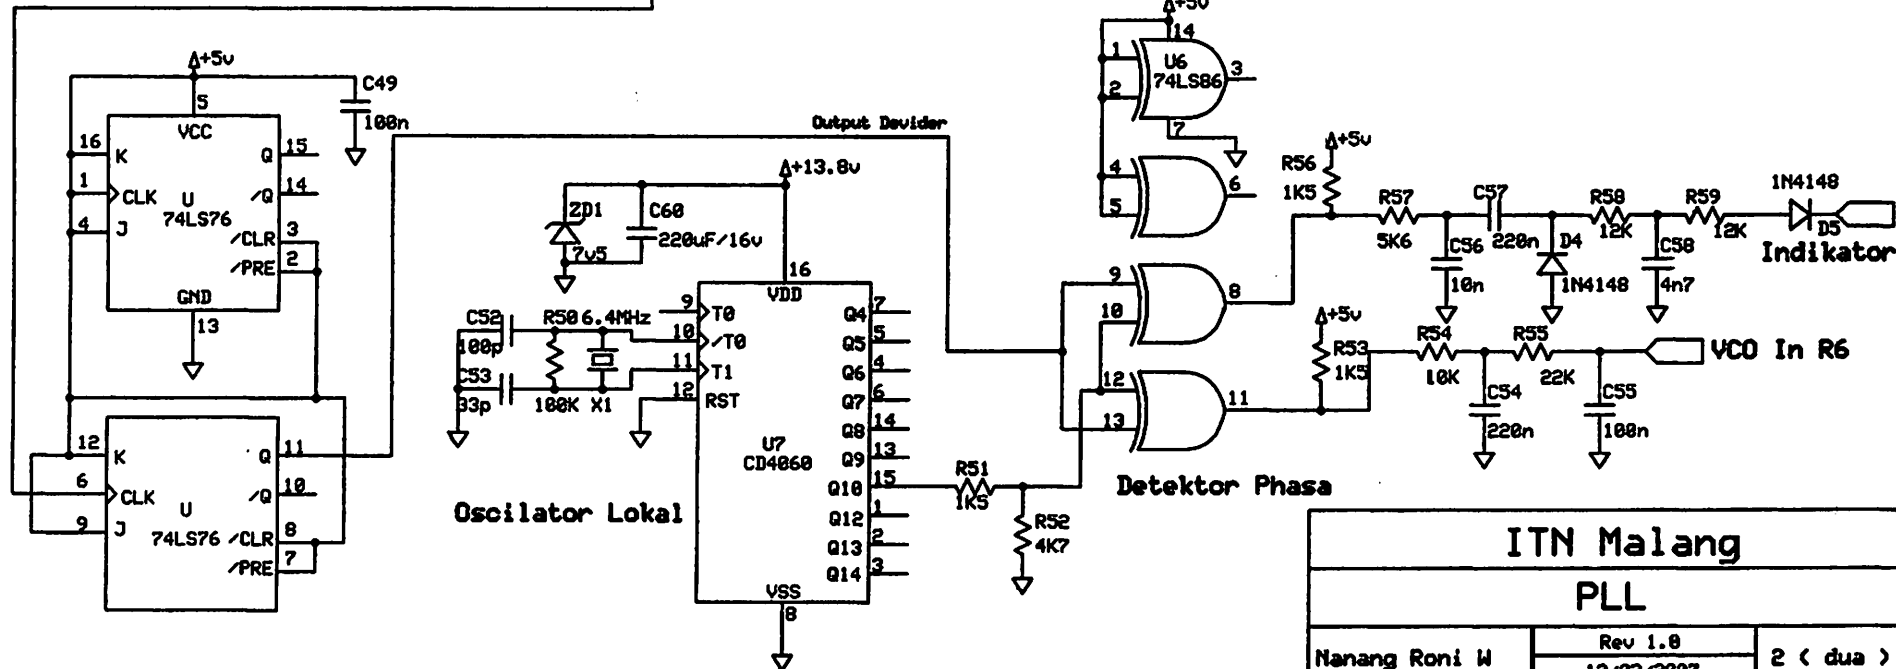 +5v
C49
100n
5
VCC
16 K
Q 15
1 CLK
U
74LS76
/Q 14
4 J
/CLR 3
/PRE 2
GND
13
12 K
Q 11
6 CLK
/Q 10
U
9 J
74LS76
/CLR 8
/PRE 7
Output Devider
+13.8v
ZD1
7v5
C60
220uF/16v
16
VDD
C52
100p
R50
6.4MHz
C53
33p
100K
X1
9 T0
10 /T0
11 T1
12 RST
U7
CD4060
Q4 7
Q5 5
Q6 4
Q7 6
Q8 14
Q9 13
Q10 15
Q12 1
Q13 2
Q14 3
VSS
8
Oscilator Lokal
R51
1K5
R52
4K7
+5v
14
1
2
U6
74LS86
3
7
4
5
6
9
10
8
12
13
11
Detektor Phasa
+5v
R56
1K5
R57
5K6
C56
10n
C57
220n
D4
1N4148
R58
12K
C58
4n7
R59
12K
1N4148
D5
Indikator
+5v
R53
1K5
R54
10K
C54
220n
R55
22K
C55
100n
VCO In R6
ITN Malang
PLL
Nanang Roni W
Rev 1.0
2 ( dua )